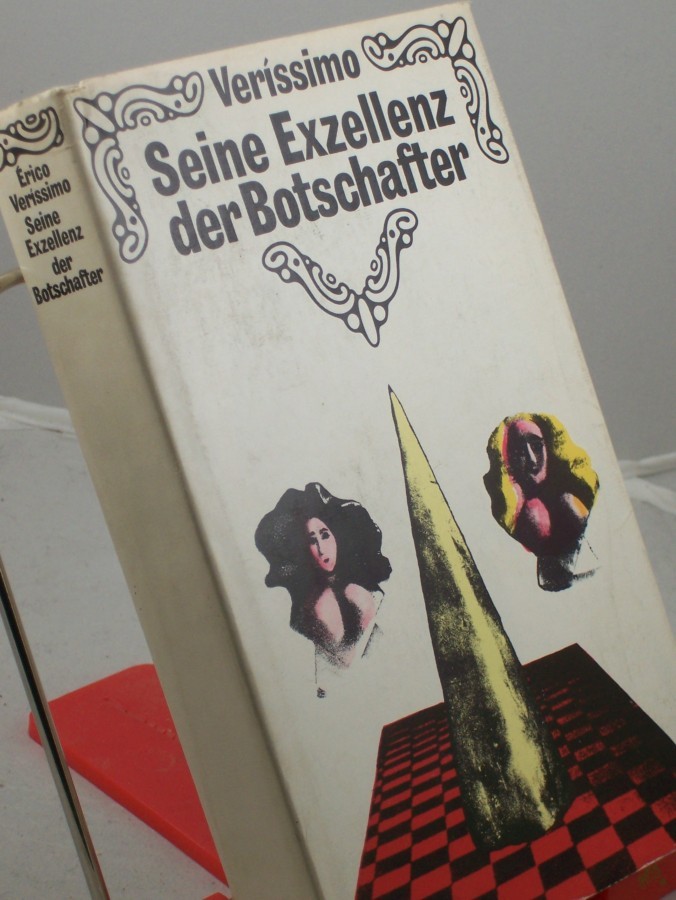 Veríssimo
Seine Exzellenz
der Botschafter
Érico
Veríssimo
Seine
Exzellenz
der
Botschafter